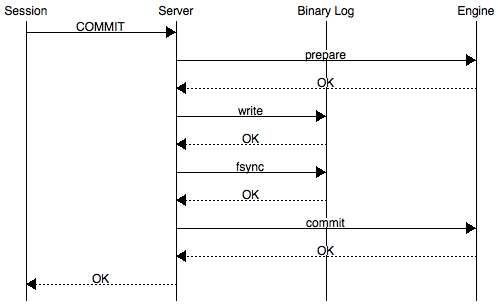 Session Server Binary Log Engine
COMMIT
prepare
OK
write
OK
fsync
OK
commit
OK
OK